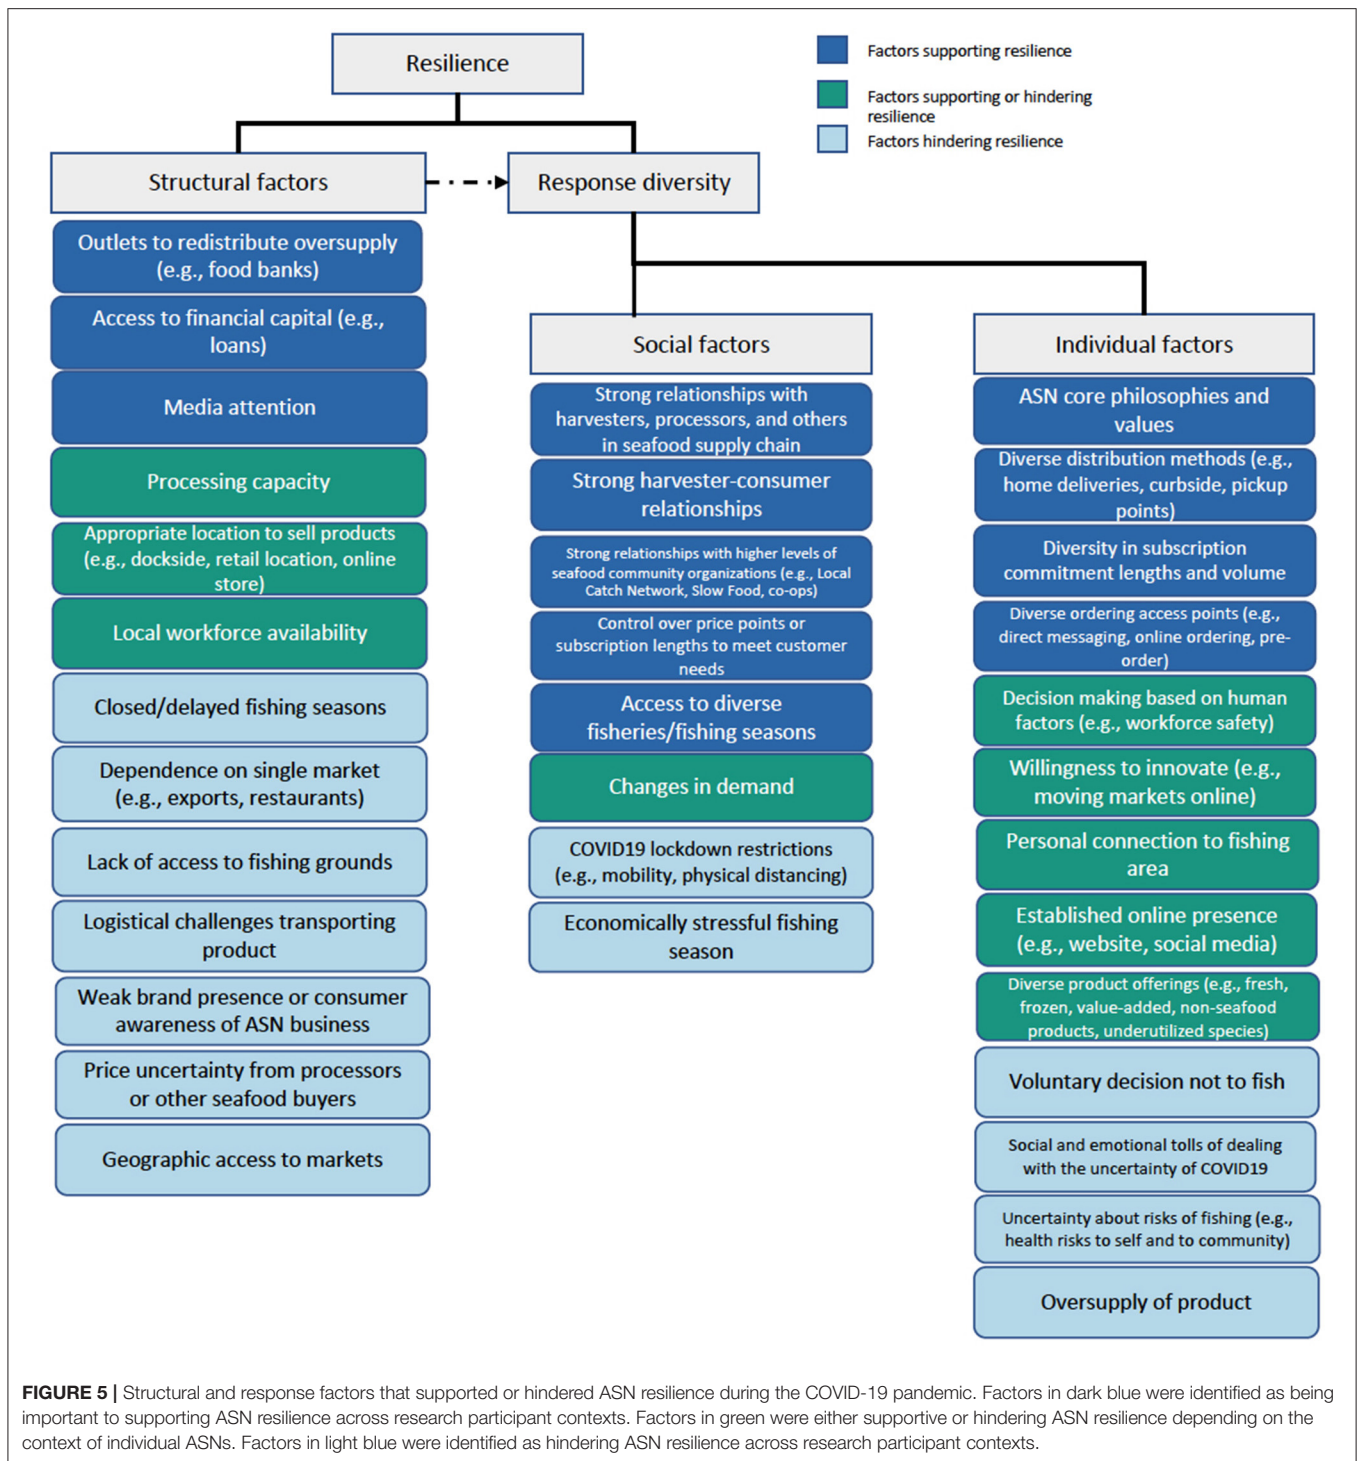 Resilience
Factors supporting resilience
Factors supporting or hindering
resilience
Factors hindering resilience
Structural factors
Response diversity
Outlets to redistribute oversupply
(e.g., food banks)
Access to financial capital (e.g.,
loans)
Media attention
Processing capacity
Appropriate location to sell products
(e.g., dockside, retail location, online
store)
Local workforce availability
Closed/delayed fishing seasons
Dependence on single market
(e.g., exports, restaurants)
Lack of access to fishing grounds
Logistical challenges transporting
product
Weak brand presence or consumer
awareness of ASN business
Price uncertainty from processors
or other seafood buyers
Geographic access to markets
Social factors
Strong relationships with
harvesters, processors, and others
in seafood supply chain
Strong harvester-consumer
relationships
Strong relationships with higher levels of
seafood community organizations (e.g., Local
Catch Network, Slow Food, co-ops)
Control over price points or
subscription lengths to meet customer
needs
Access to diverse
fisheries/fishing seasons
Changes in demand
COVID19 lockdown restrictions
(e.g., mobility, physical distancing)
Economically stressful fishing
season
Individual factors
ASN core philosophies and
values
Diverse distribution methods (e.g.,
home deliveries, curbside, pickup
points)
Diversity in subscription
commitment lengths and volume
Diverse ordering access points (e.g.,
direct messaging, online ordering, pre-
order)
Decision making based on human
factors (e.g., workforce safety)
Willingness to innovate (e.g.,
moving markets online)
Personal connection to fishing
area
Established online presence
(e.g., website, social media)
Diverse product offerings (e.g., fresh,
frozen, value-added, non-seafood
products, underutilized species)
Voluntary decision not to fish
Social and emotional tolls of dealing
with the uncertainty of COVID19
Uncertainty about risks of fishing (e.g.,
health risks to self and to community)
Oversupply of product
FIGURE 5 | Structural and response factors that supported or hindered ASN resilience during the COVID-19 pandemic. Factors in dark blue were identified as being
important to supporting ASN resilience across research participant contexts. Factors in green were either supportive or hindering ASN resilience depending on the
context of individual ASNs. Factors in light blue were identified as hindering ASN resilience across research participant contexts.